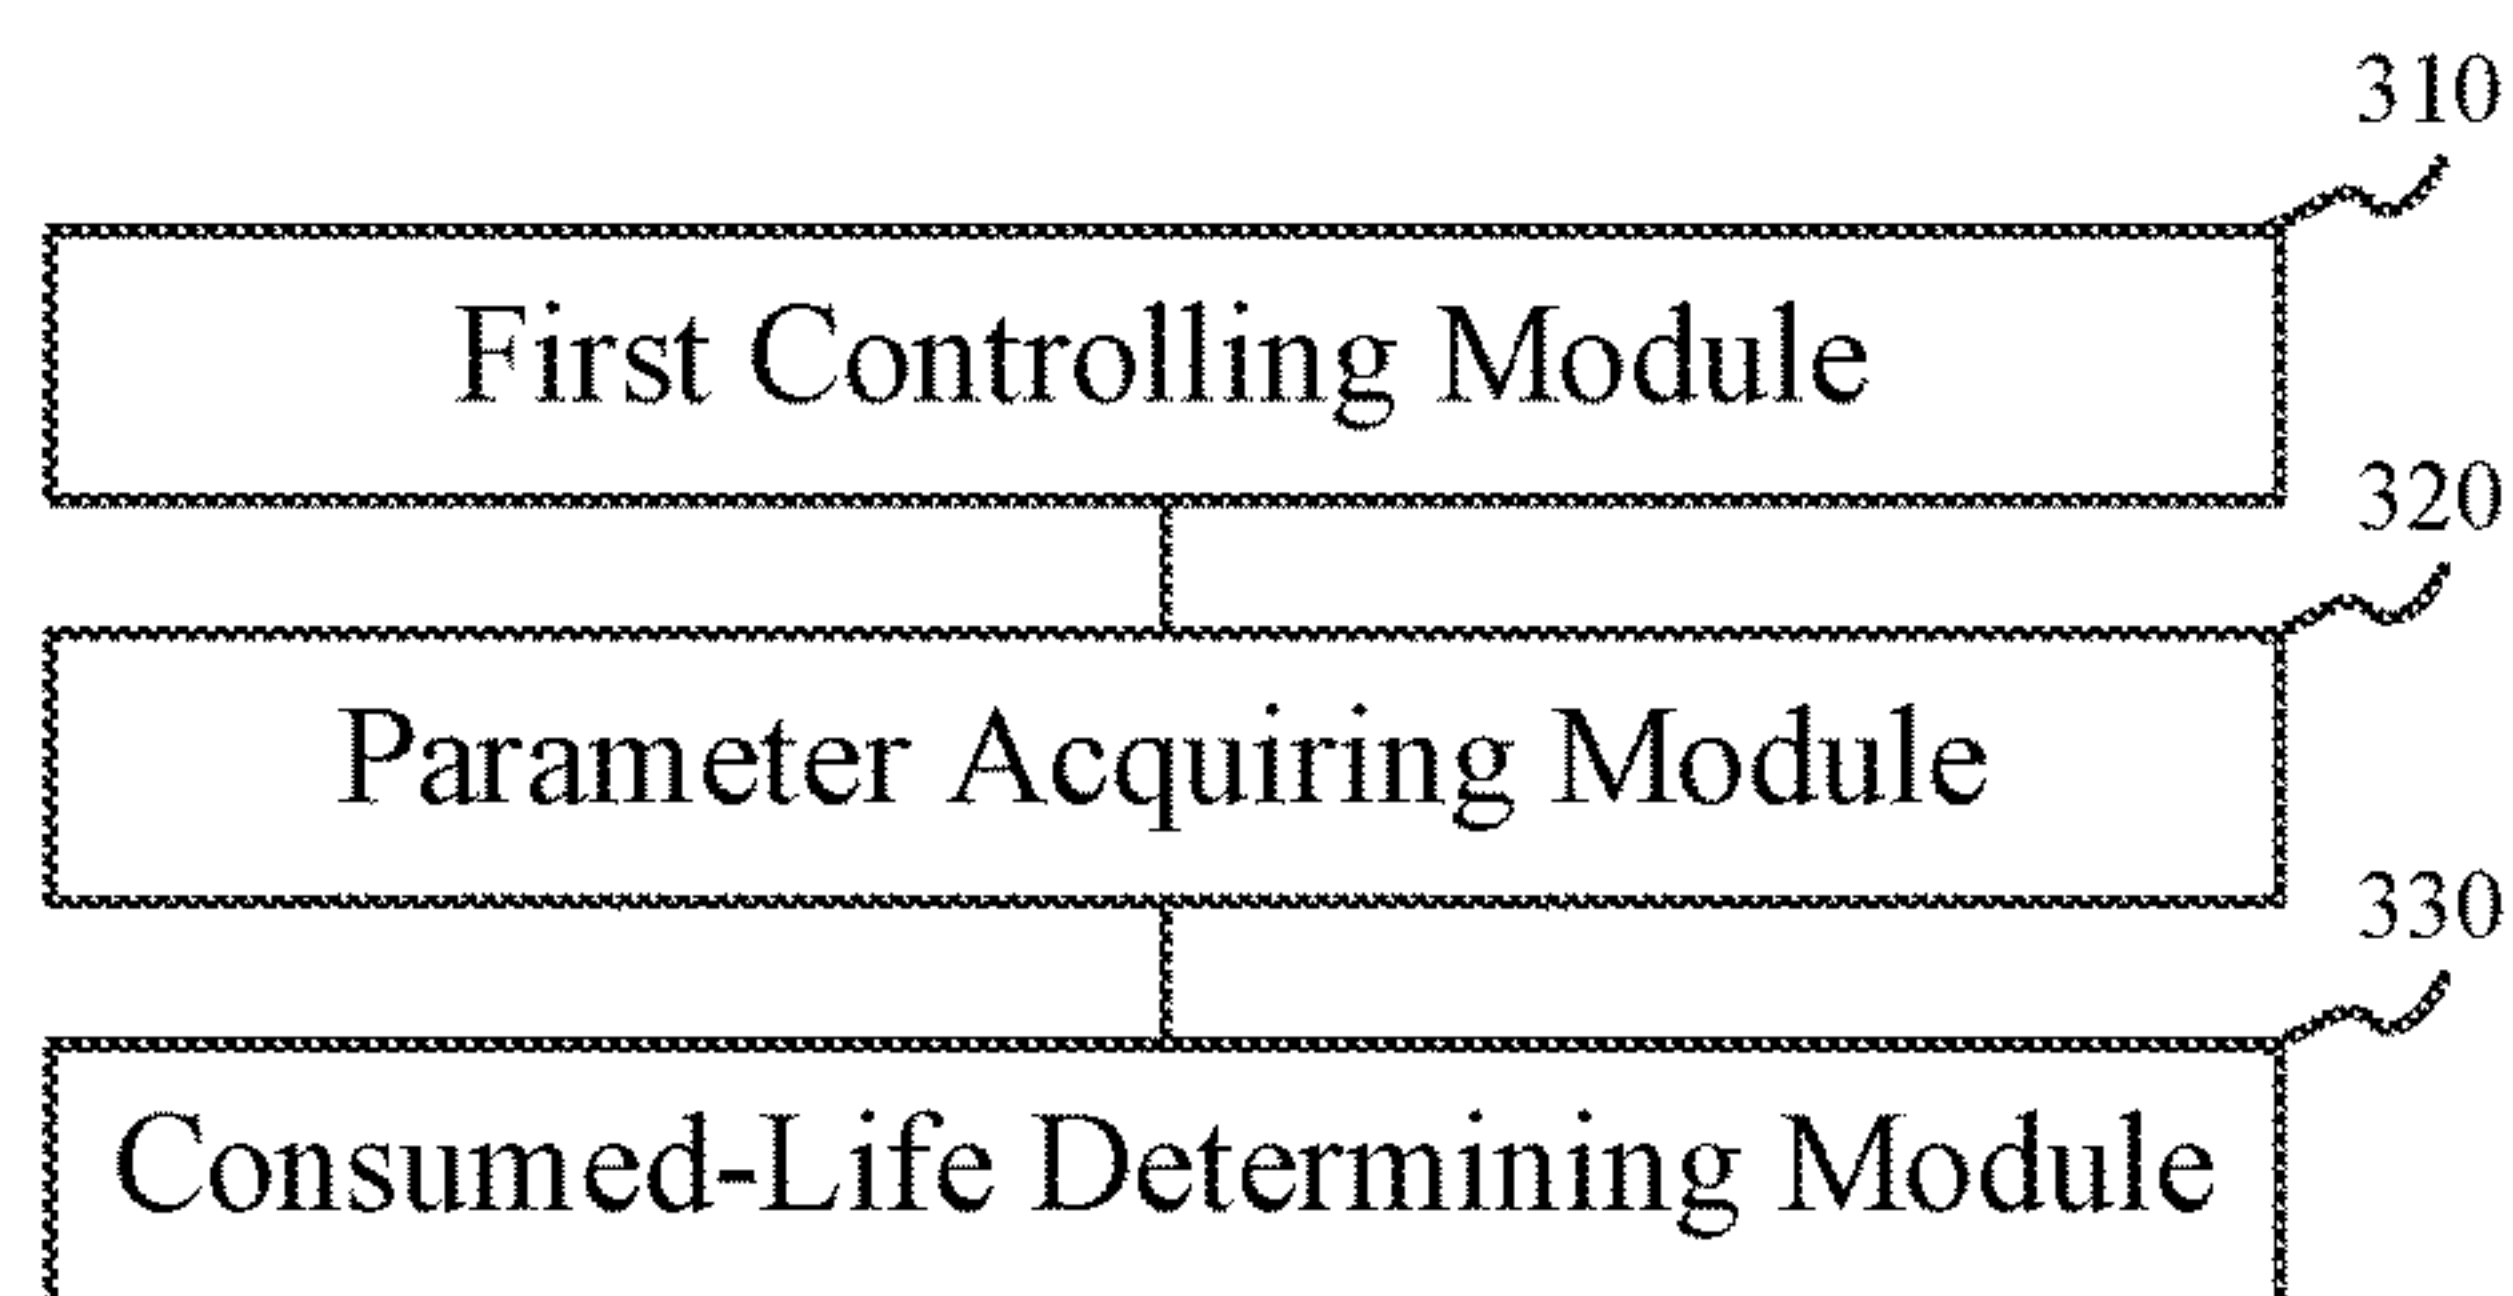 310
First Controlling Module
320
Parameter Acquiring Module
330
Consumed-Life Determining Module